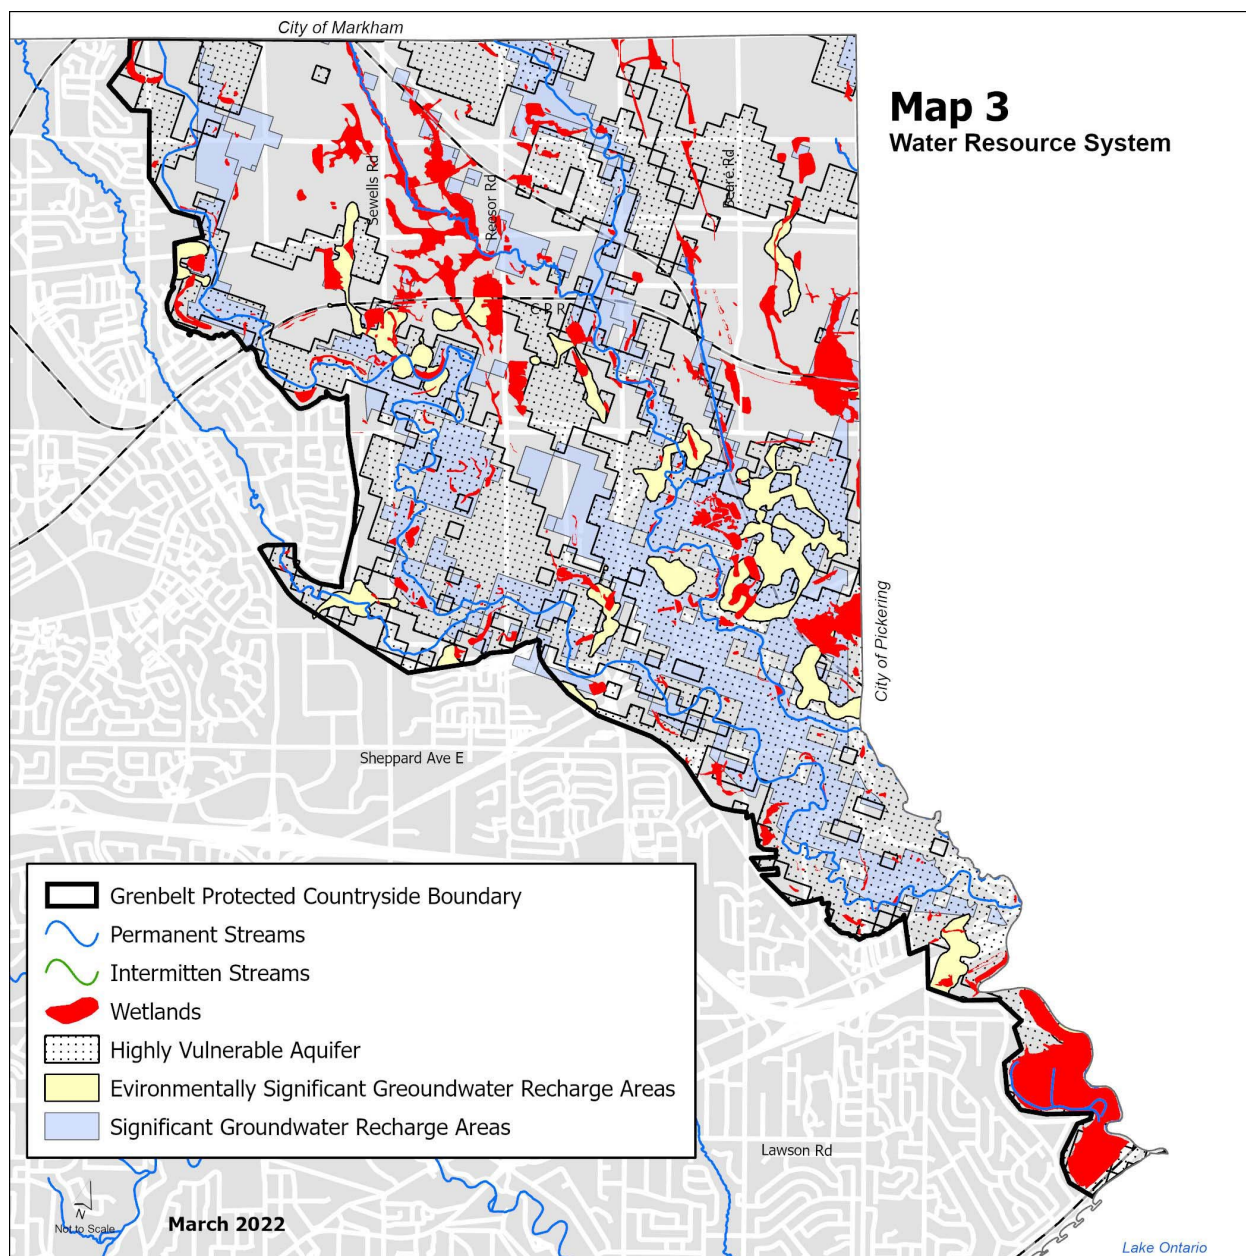 City of Markham
Map 3
Water Resource System
Sewells Rd
Reesor Rd
Beare Rd
C P R
City of Pickering
Sheppard Ave E
Grenbelt Protected Countryside Boundary
Permanent Streams
Intermitten Streams
Wetlands
Highly Vulnerable Aquifer
Evironmentally Significant Greoundwater Recharge Areas
Significant Groundwater Recharge Areas
Lawson Rd
N
Not to Scale
March 2022
Lake Ontario